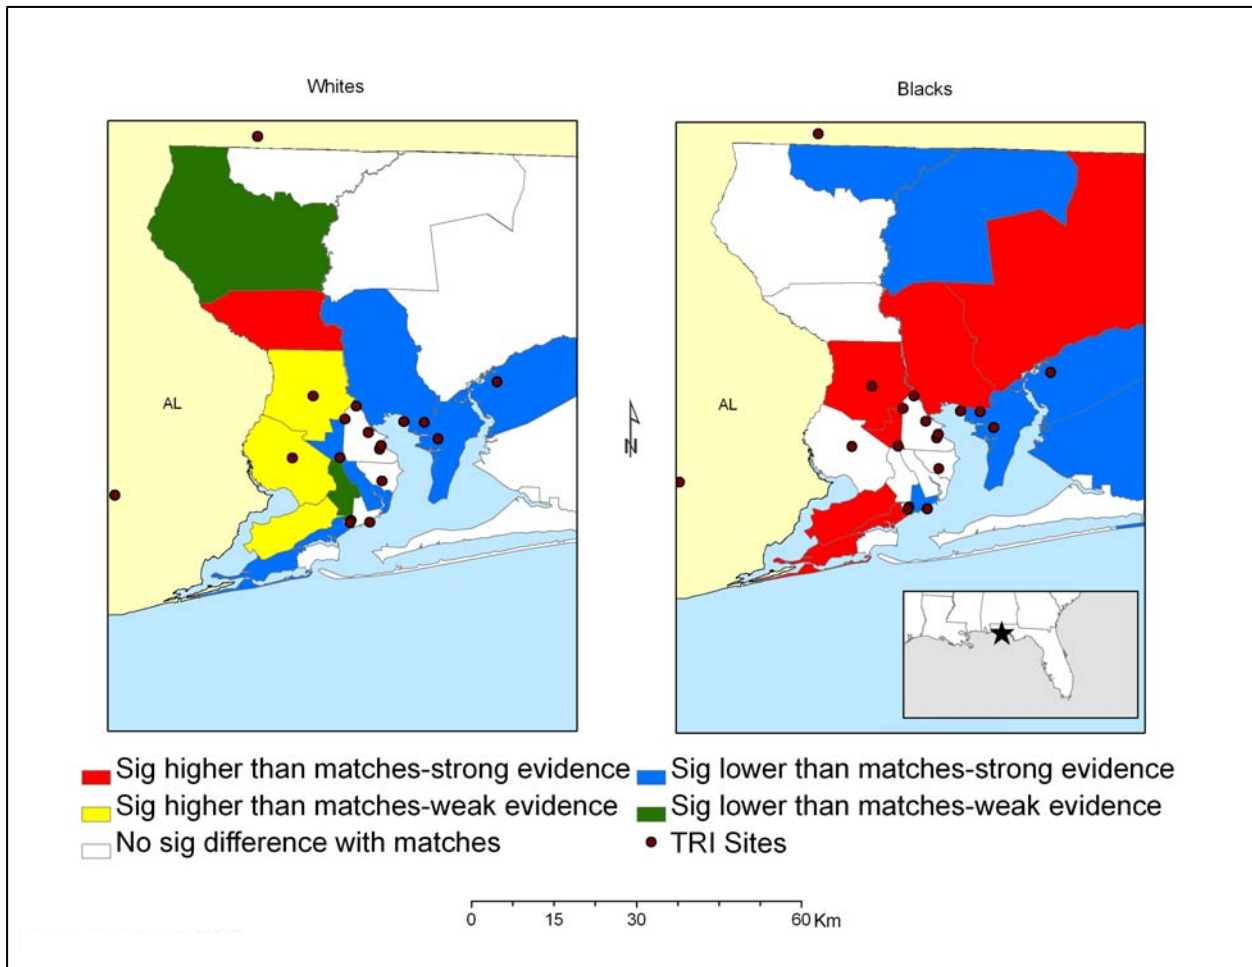 Whites
Blacks
AL
AL
N
Sig higher than matches-strong evidence
Sig lower than matches-strong evidence
Sig higher than matches-weak evidence
Sig lower than matches-weak evidence
No sig difference with matches
TRI Sites
0 15 30 60 Km